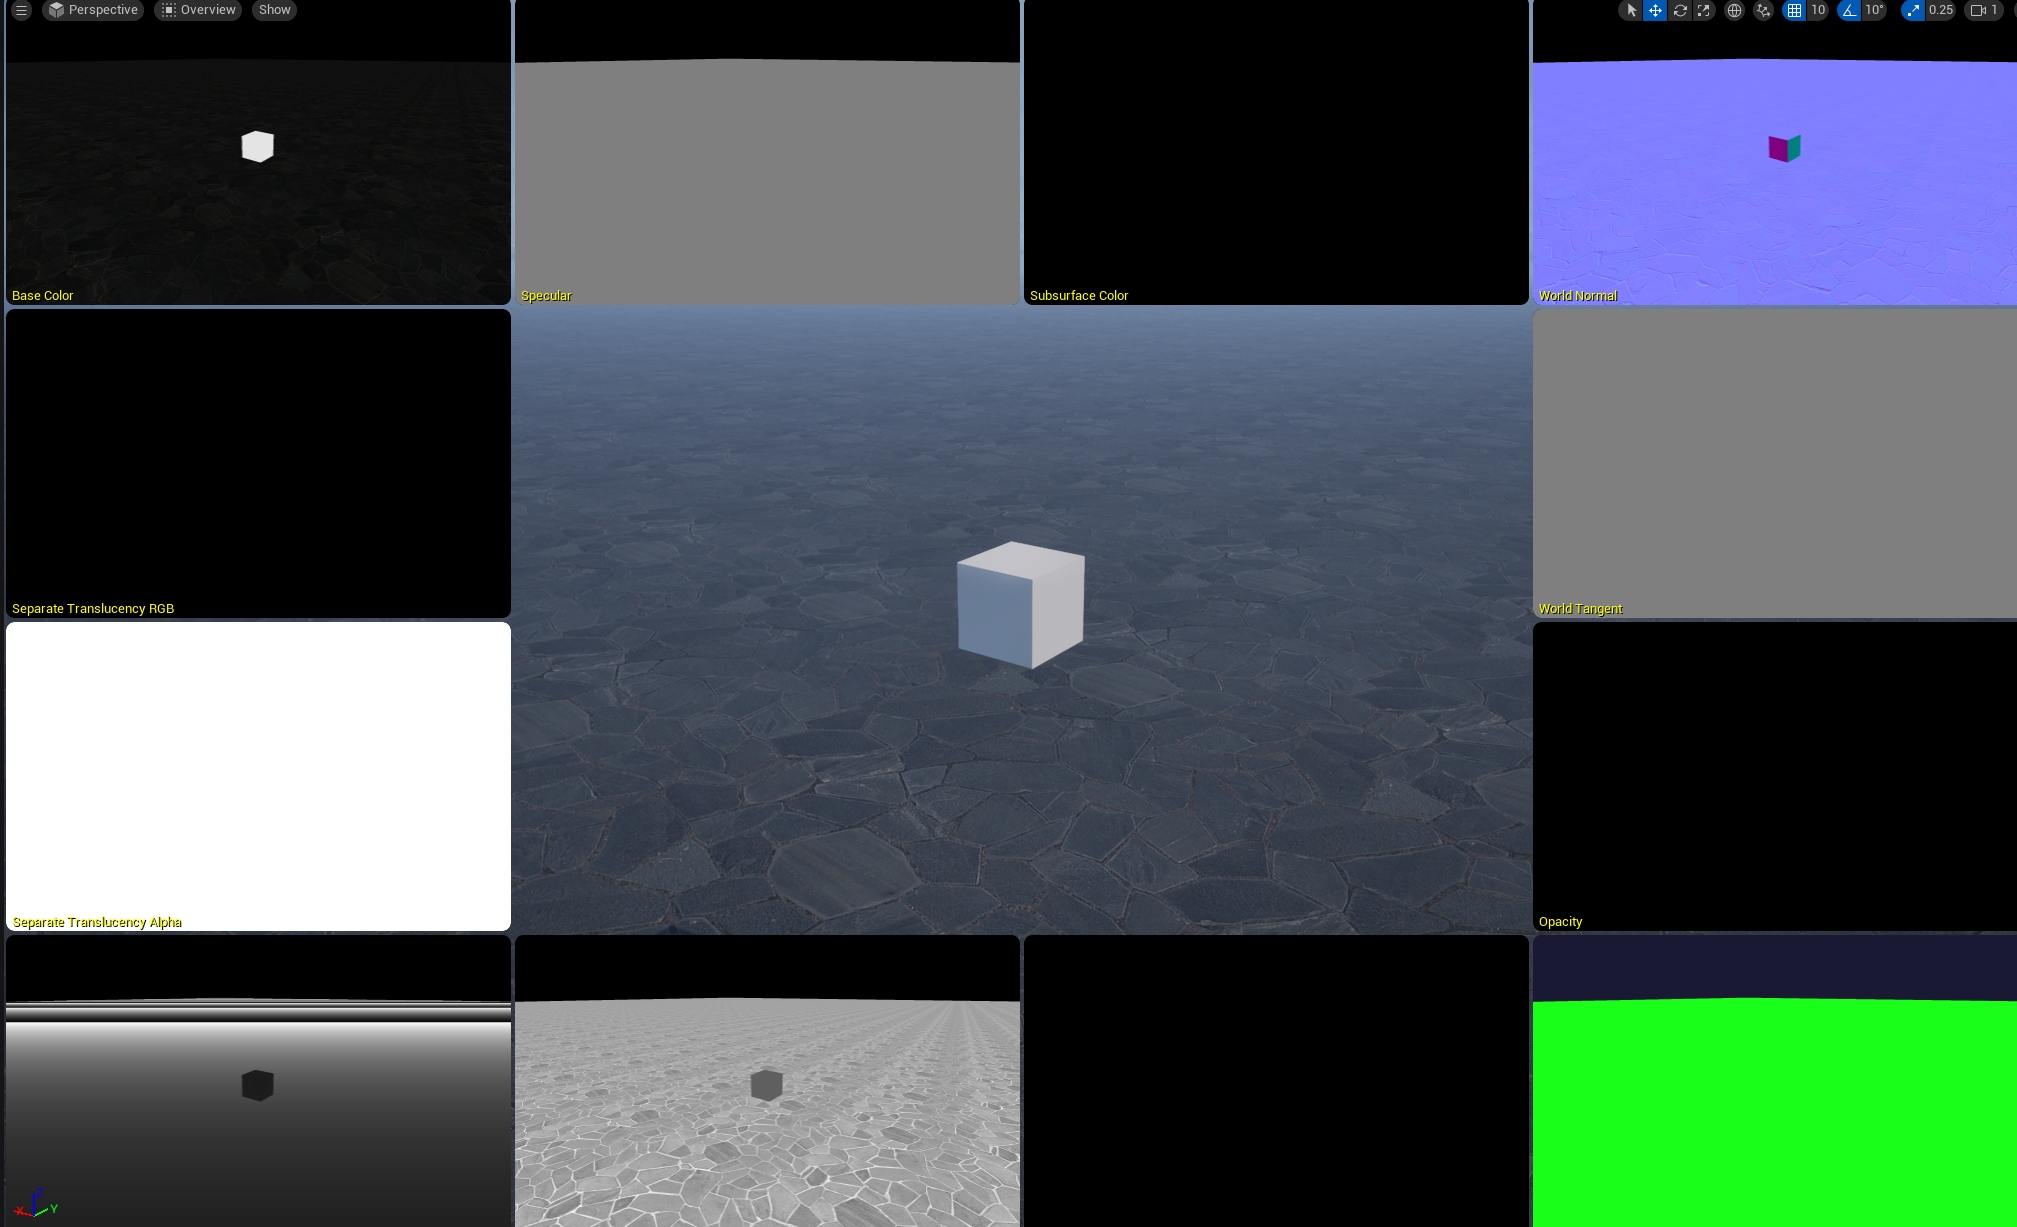 Perspective Overview Show 10 10° 0.25 1
Base Color Specular Subsurface Color World Normal
Separate Translucency RGB World Tangent
Separate Translucency Alpha Opacity
X Z Y